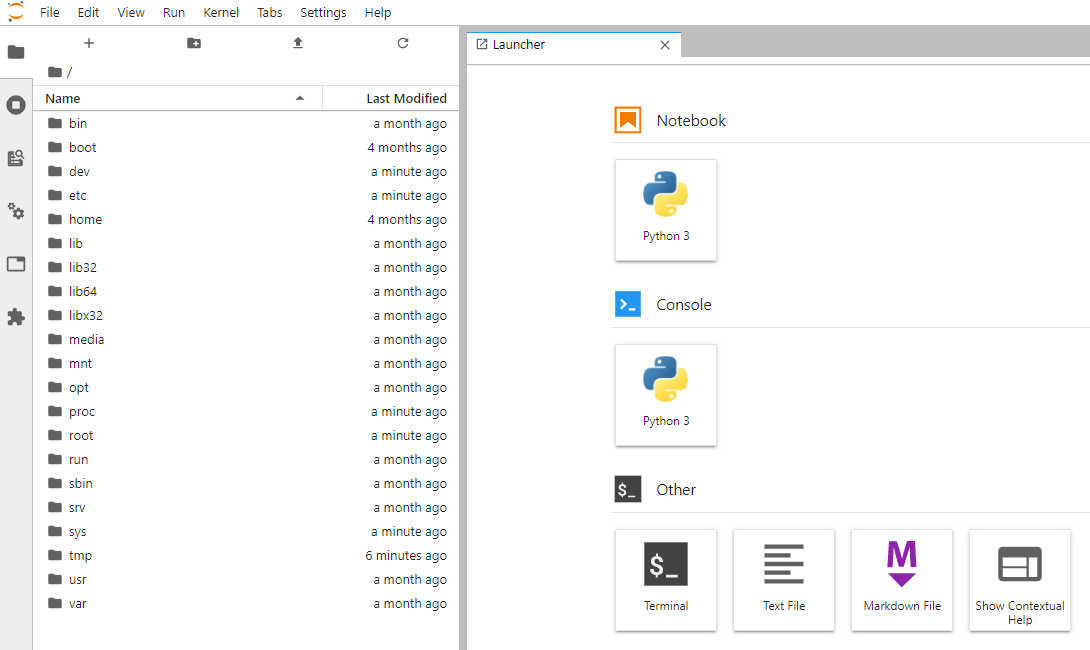 File Edit View Run Kernel Tabs Settings Help
Launcher
/
Name Last Modified
bin a month ago
boot 4 months ago
dev a minute ago
etc a minute ago
home 4 months ago
lib a month ago
lib32 a month ago
lib64 a month ago
libx32 a month ago
media a month ago
mnt a month ago
opt a month ago
proc a minute ago
root a minute ago
run a month ago
sbin a month ago
srv a month ago
sys a minute ago
tmp 6 minutes ago
usr a month ago
var a month ago
Notebook
Python 3
Console
Python 3
$_ Other
$_
Terminal
Text File
M
Markdown File
Show Contextual
Help